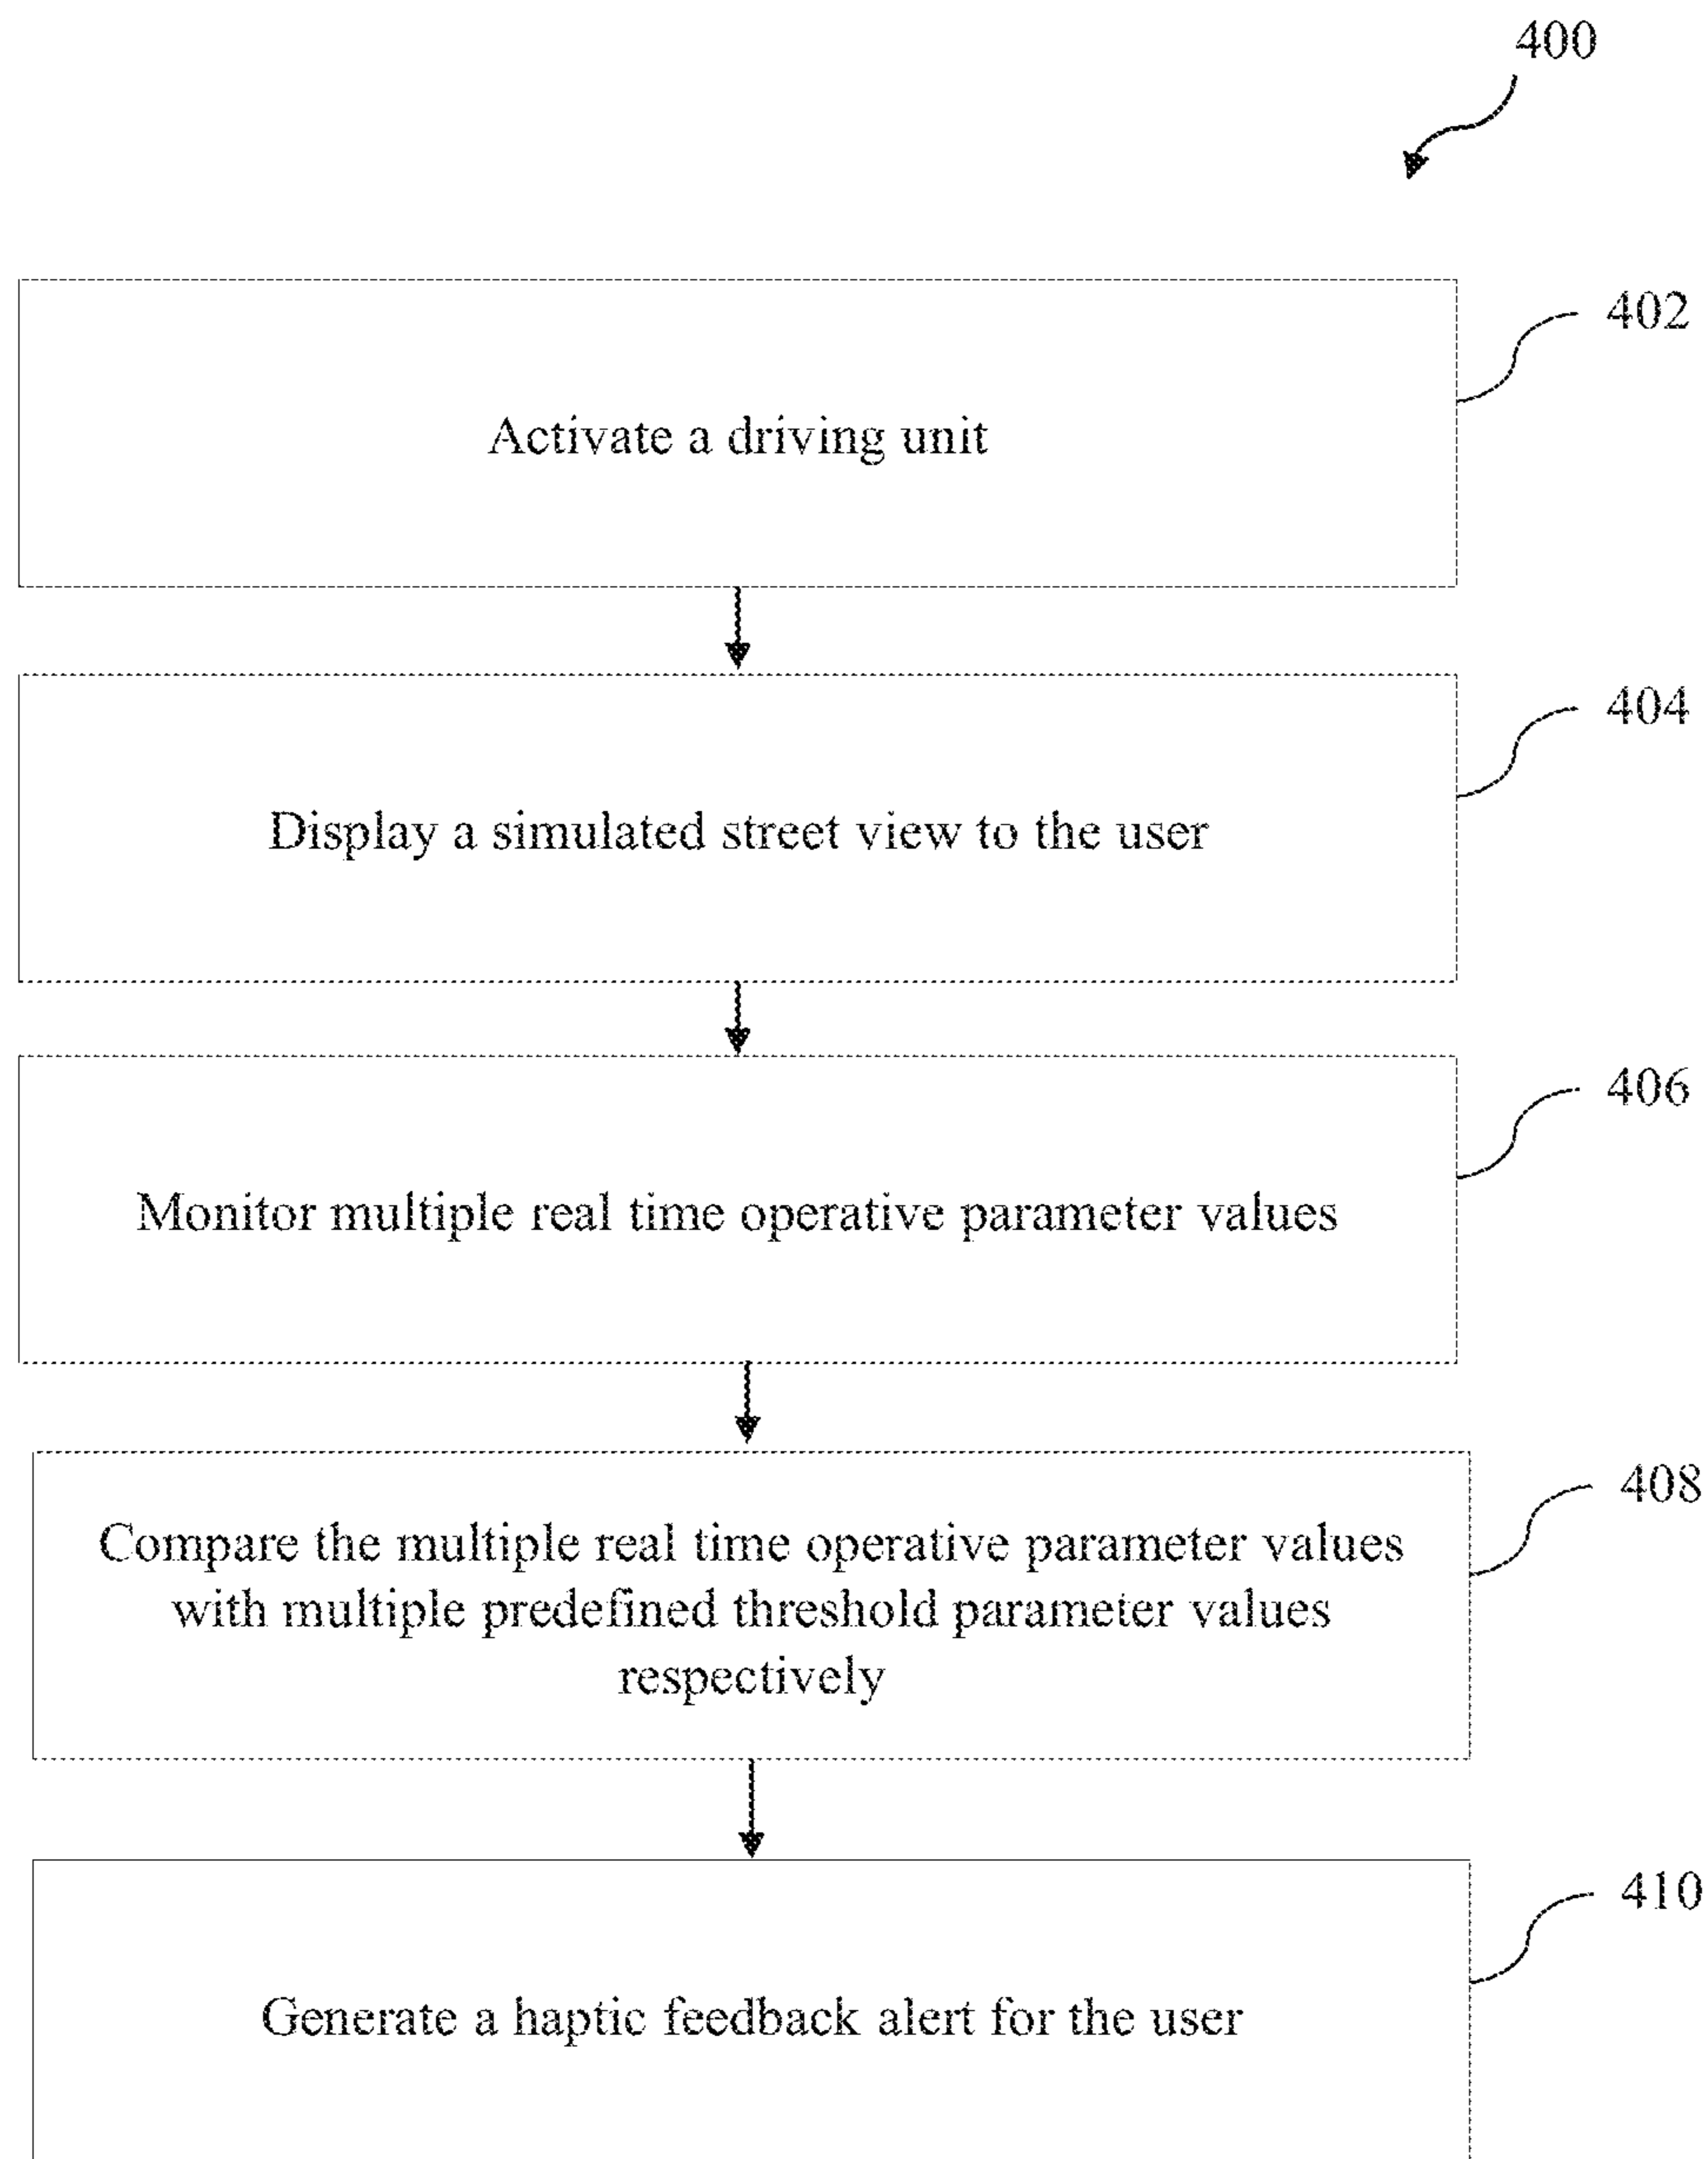 400
402
Activate a driving unit
404
Display a simulated street view to the user
406
Monitor multiple real time operative parameter values
408
Compare the multiple real time operative parameter values
with multiple predefined threshold parameter values
respectively
410
Generate a haptic feedback alert for the user